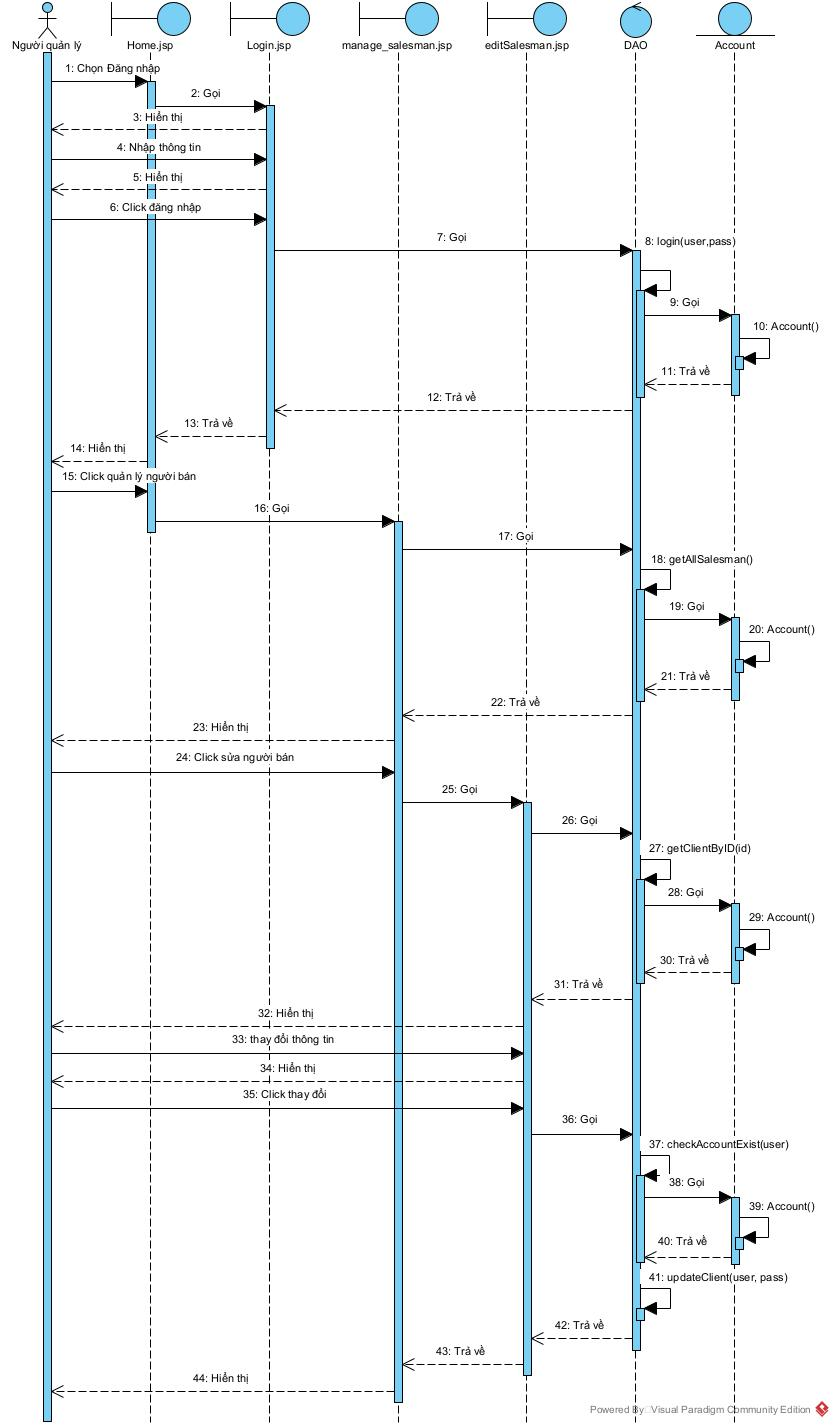 Người quản lý
Home.jsp
Login.jsp
manage_salesman.jsp
editSalesman.jsp
DAO
Account
1: Chọn Đăng nhập
2: Gọi
3: Hiển thị
4: Nhập thông tin
5: Hiển thị
6: Click đăng nhập
7: Gọi
8: login(user,pass)
9: Gọi
10: Account()
11: Trả về
12: Trả về
13: Trả về
14: Hiển thị
15: Click quản lý người bán
16: Gọi
17: Gọi
18: getAllSalesman()
19: Gọi
20: Account()
21: Trả về
22: Trả về
23: Hiển thị
24: Click sửa người bán
25: Gọi
26: Gọi
27: getClientByID(id)
28: Gọi
29: Account()
30: Trả về
31: Trả về
32: Hiển thị
33: thay đổi thông tin
34: Hiển thị
35: Click thay đổi
36: Gọi
37: checkAccountExist(user)
38: Gọi
39: Account()
40: Trả về
41: updateClient(user, pass)
42: Trả về
43: Trả về
44: Hiển thị
Powered By Visual Paradigm Community Edition